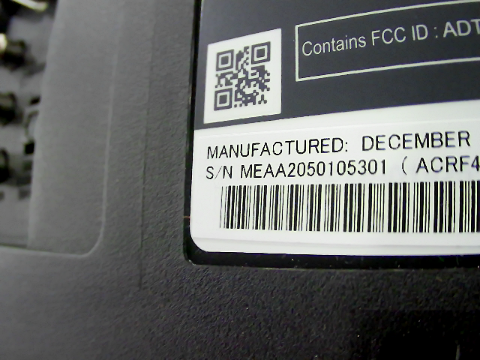 Contains FCC ID : ADT
MANUFACTURED: DECEMBER
S/N MEAA2050105301 ( ACRF4